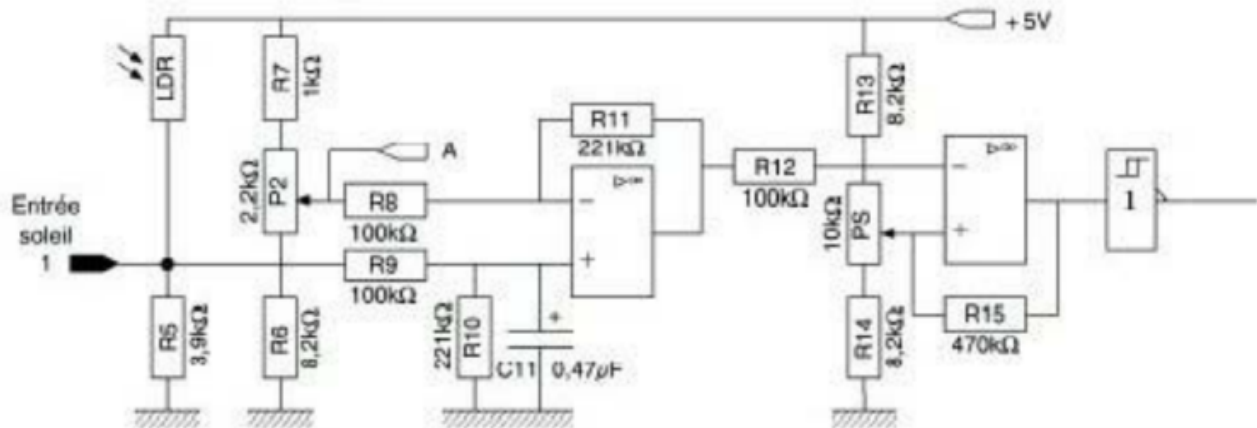 +5V
LDR
R7
1kΩ
R13
8.2kΩ
R11
221kΩ
A
2,2kΩ
P2
R8
100kΩ
R12
100kΩ
▷∞
−
+
10kΩ
PS
▷∞
−
+
1
Entrée
soleil
1
R9
100kΩ
R5
3,9kΩ
R6
8,2kΩ
221kΩ
R10
+
C11 0,47µF
R14
8,2kΩ
R15
470kΩ